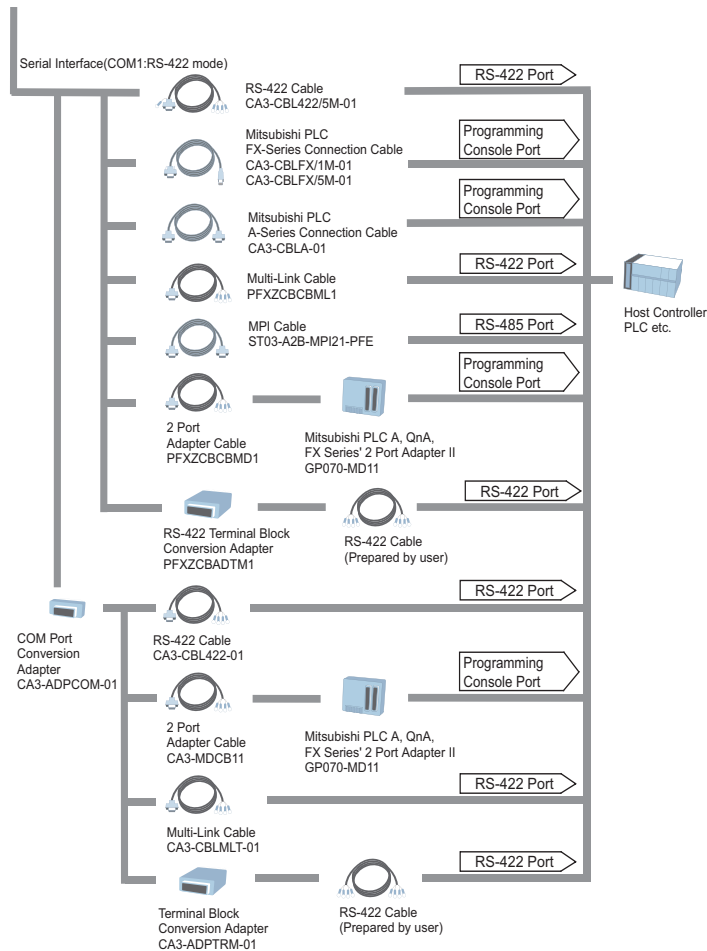 Serial Interface(COM1:RS-422 mode)
RS-422 Cable
CA3-CBL422/5M-01
RS-422 Port
Mitsubishi PLC
FX-Series Connection Cable
CA3-CBLFX/1M-01
CA3-CBLFX/5M-01
Programming
Console Port
Mitsubishi PLC
A-Series Connection Cable
CA3-CBLA-01
Programming
Console Port
Multi-Link Cable
PFXZCBCBML1
RS-422 Port
Host Controller
PLC etc.
MPI Cable
ST03-A2B-MPI21-PFE
RS-485 Port
2 Port
Adapter Cable
PFXZCBCBMD1
Mitsubishi PLC A, QnA,
FX Series' 2 Port Adapter II
GP070-MD11
Programming
Console Port
RS-422 Terminal Block
Conversion Adapter
PFXZCBADTM1
RS-422 Cable
(Prepared by user)
RS-422 Port
COM Port
Conversion
Adapter
CA3-ADPCOM-01
RS-422 Cable
CA3-CBL422-01
RS-422 Port
2 Port
Adapter Cable
CA3-MDCB11
Mitsubishi PLC A, QnA,
FX Series' 2 Port Adapter II
GP070-MD11
Programming
Console Port
Multi-Link Cable
CA3-CBLMLT-01
RS-422 Port
Terminal Block
Conversion Adapter
CA3-ADPTRM-01
RS-422 Cable
(Prepared by user)
RS-422 Port